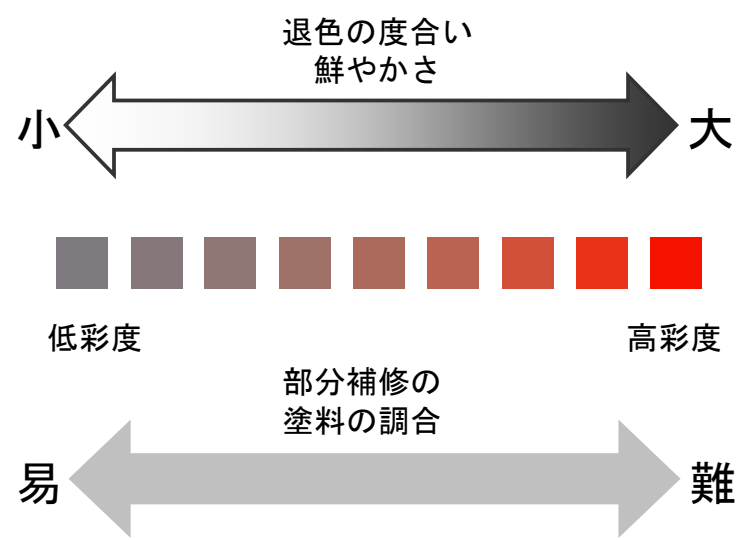 退色の度合い
鮮やかさ
小
大
低彩度
高彩度
部分補修の
塗料の調合
易
難